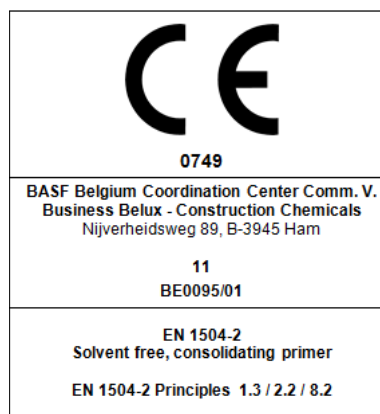 CE
0749
BASF Belgium Coordination Center Comm. V.
Business Belux - Construction Chemicals
Nijverheidsweg 89, B-3945 Ham
11
BE0095/01
EN 1504-2
Solvent free, consolidating primer
EN 1504-2 Principles 1.3 / 2.2 / 8.2